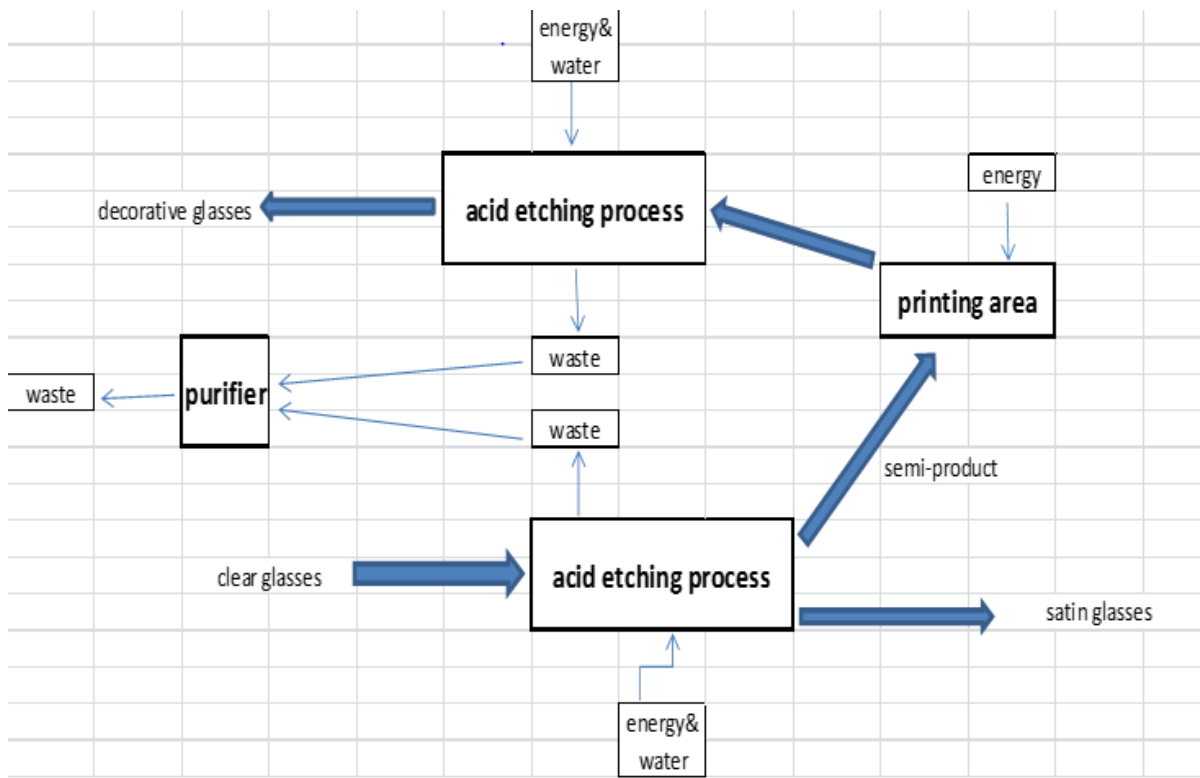 energy&
water
energy
decorative glasses
acid etching process
printing area
waste
waste
purifier
waste
semi-product
clear glasses
acid etching process
satin glasses
energy&
water